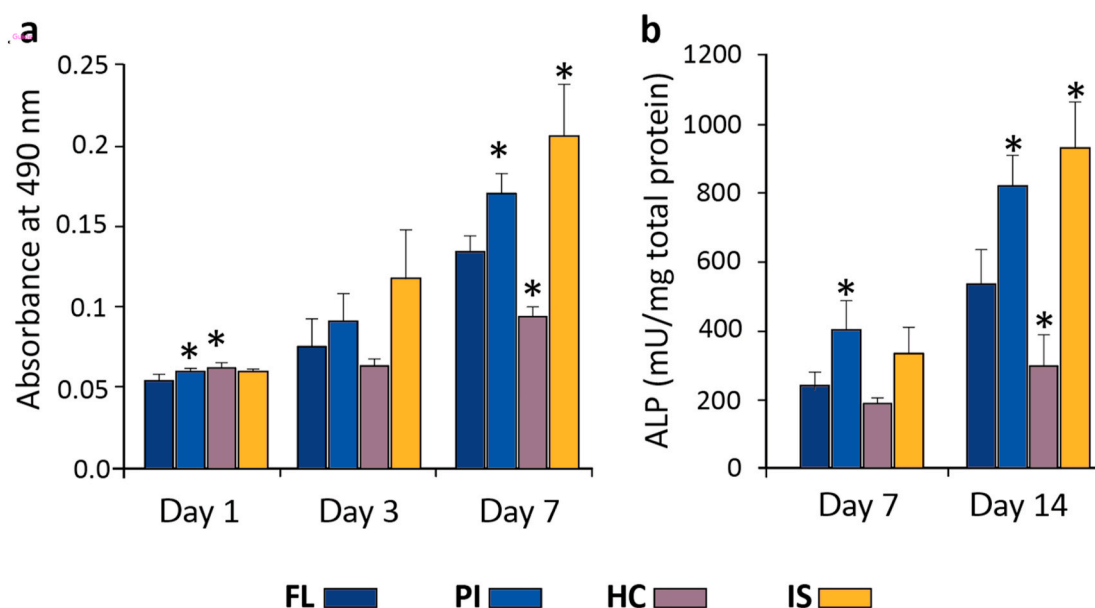 a
Absorbance at 490 nm
0.25
0.2
0.15
0.1
0.05
0.0
* * * * *
Day 1 Day 3 Day 7
b
ALP (mU/mg total protein)
1200
1000
800
600
400
200
0
* * * *
Day 7 Day 14
FL PI HC IS